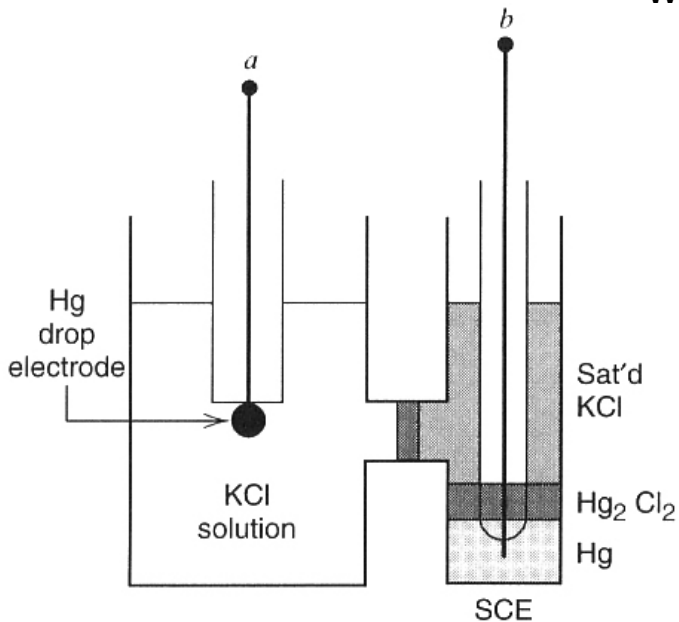 a
b
Hg
drop
electrode
KCl
solution
Sat'd
KCl
Hg2 Cl2
Hg
SCE